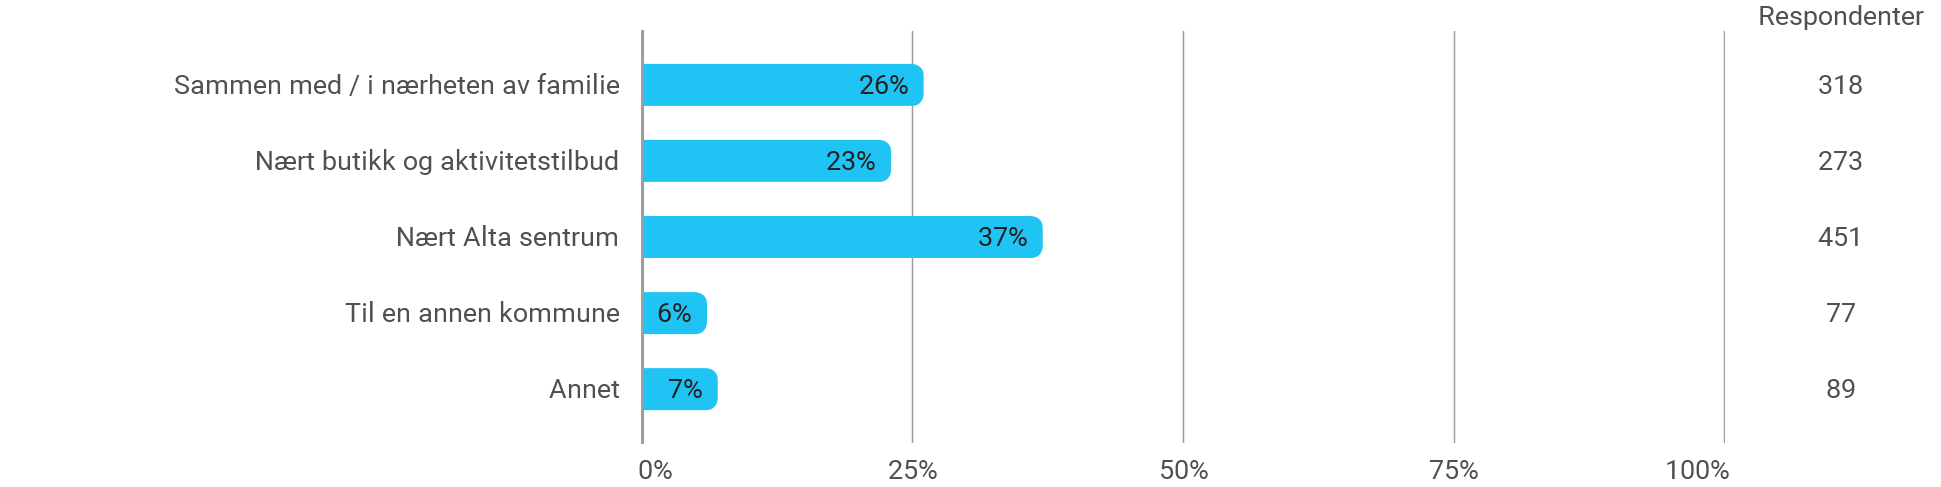 Respondenter
Sammen med / i nærheten av familie 26% 318
Nært butikk og aktivitetstilbud 23% 273
Nært Alta sentrum 37% 451
Til en annen kommune 6% 77
Annet 7% 89
0% 25% 50% 75% 100%